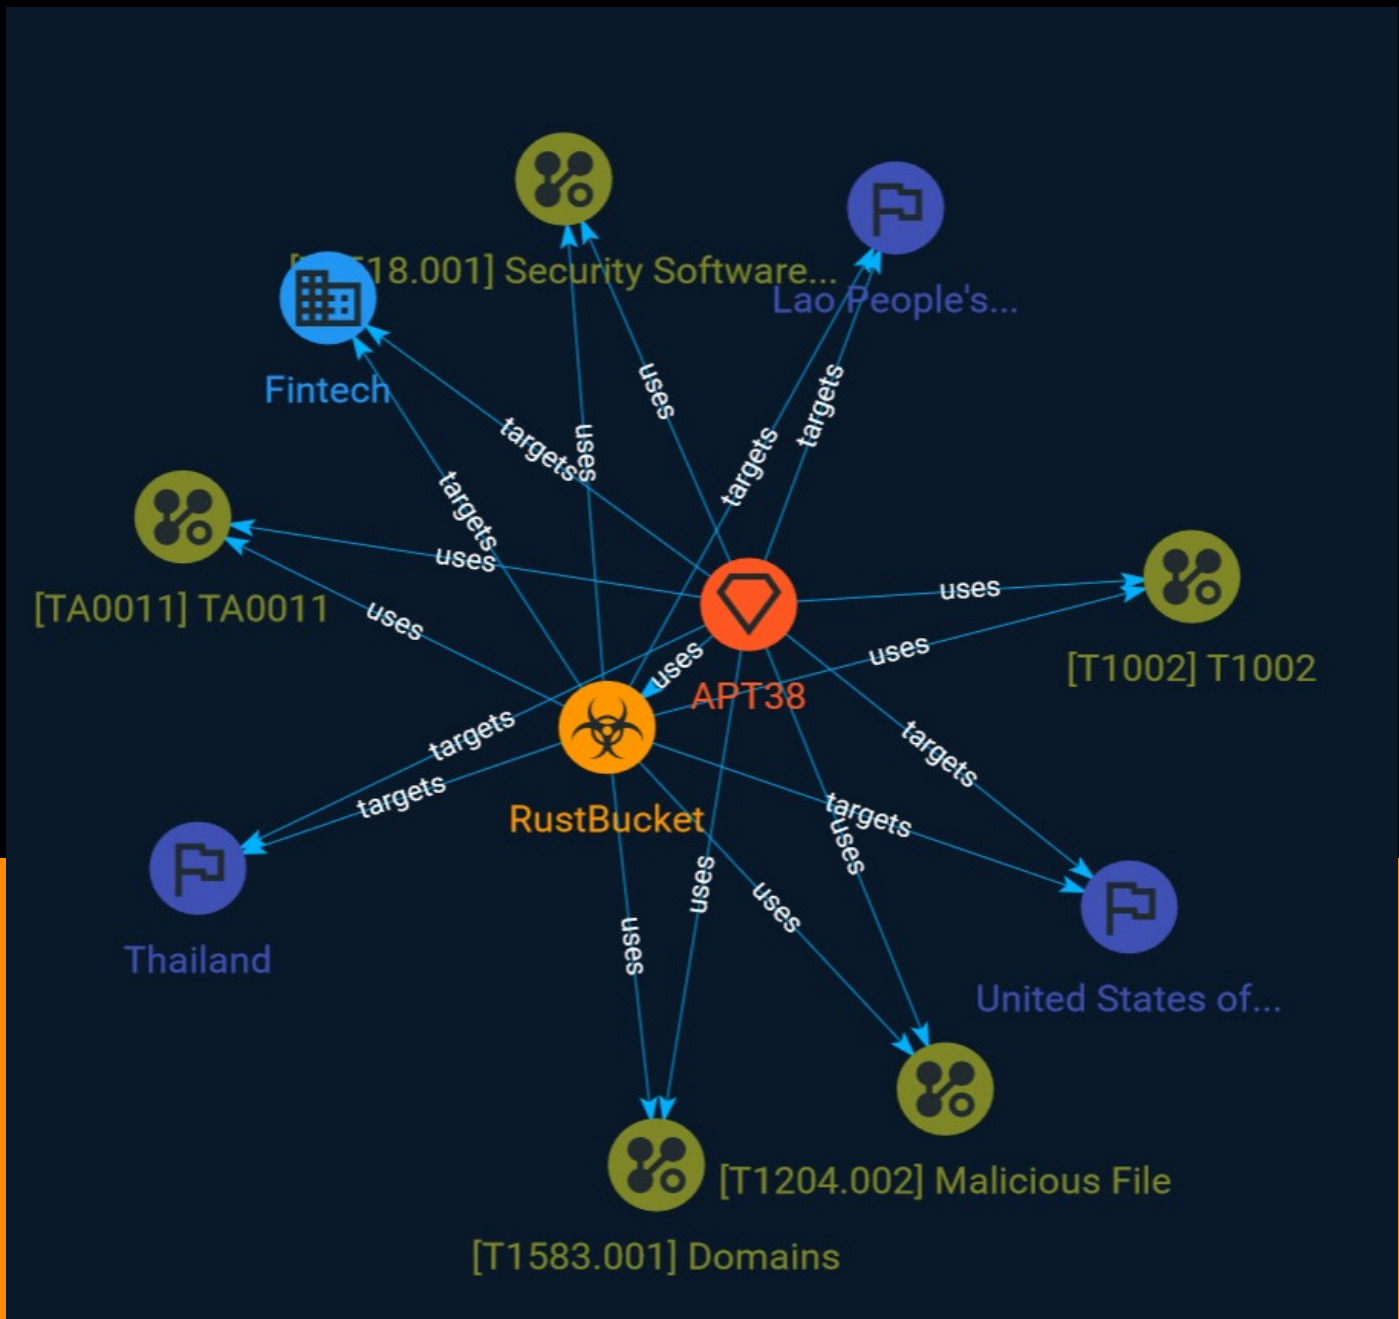 18.001] Security Software...
Lao People's...
Fintech
uses
targets
targets
uses
targets
targets
uses
[TA0011] TA0011
uses
uses
[T1002] T1002
uses
uses
APT38
targets
targets
targets
RustBucket
targets
uses
Thailand
uses
uses
uses
United States of...
[T1204.002] Malicious File
[T1583.001] Domains